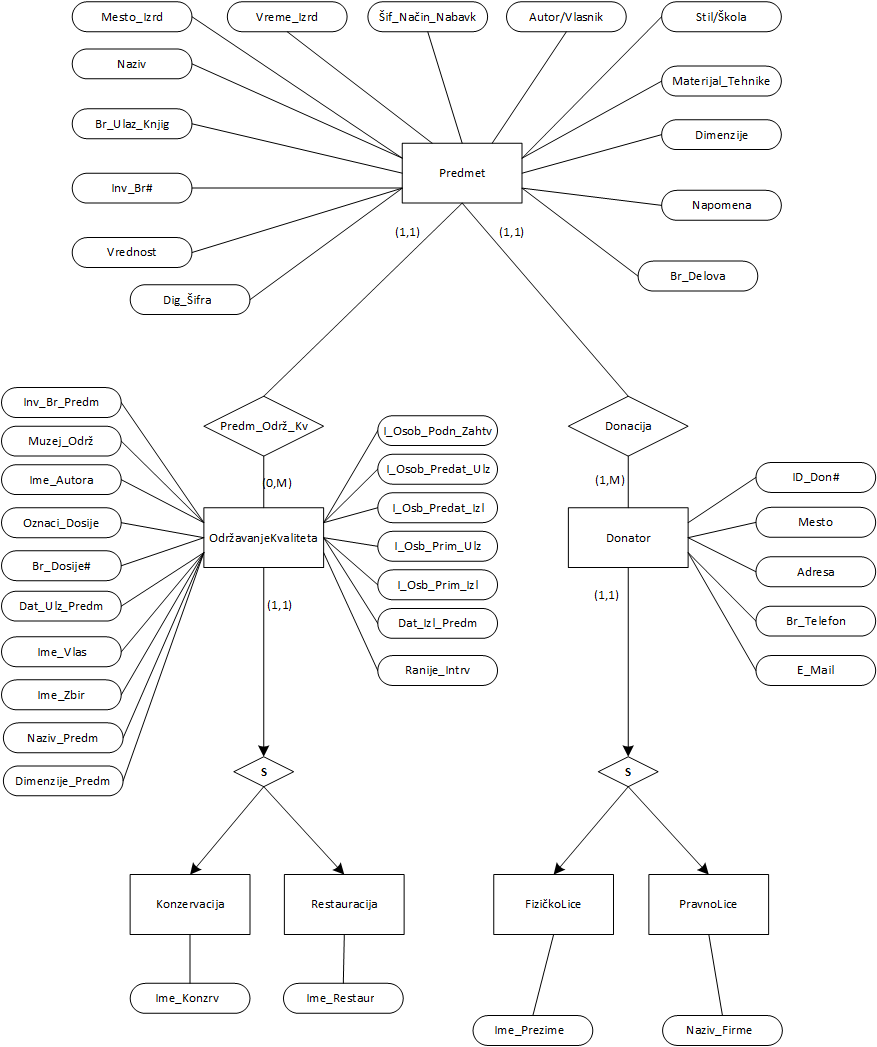 Mesto_Izrd
Vreme_Izrd
Šif_Način_Nabavk
Autor/Vlasnik
Stil/Škola
Naziv
Materijal_Tehnike
Br_Ulaz_Knjig
Dimenzije
Predmet
Inv_Br#
Napomena
(1,1)
(1,1)
Vrednost
Br_Delova
Dig_Šifra
Inv_Br_Predm
Predm_Održ_Kv
I_Osob_Podn_Zahtv
Donacija
Muzej_Održ
I_Osob_Predat_Ulz
Ime_Autora
(0,M)
(1,M)
ID_Don#
I_Osb_Predat_Izl
Oznaci_Dosije
Mesto
OdržavanjeKvaliteta
Donator
I_Osb_Prim_Ulz
Br_Dosije#
Adresa
I_Osb_Prim_Izl
Dat_Ulz_Predm
(1,1)
(1,1)
Dat_Izl_Predm
Br_Telefon
Ime_Vlas
Ranije_Intrv
E_Mail
Ime_Zbir
Naziv_Predm
S
S
Dimenzije_Predm
Konzervacija
Restauracija
FizičkoLice
PravnoLice
Ime_Konzrv
Ime_Restaur
Ime_Prezime
Naziv_Firme